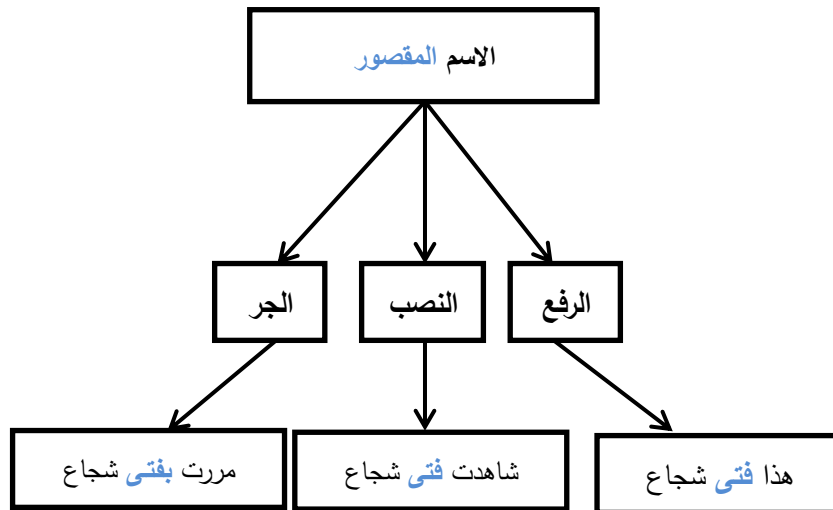 الاسم المقصور
الرفع
النصب
الجر
هذا فتى شجاع
شاهدت فتى شجاع
مررت بفتى شجاع